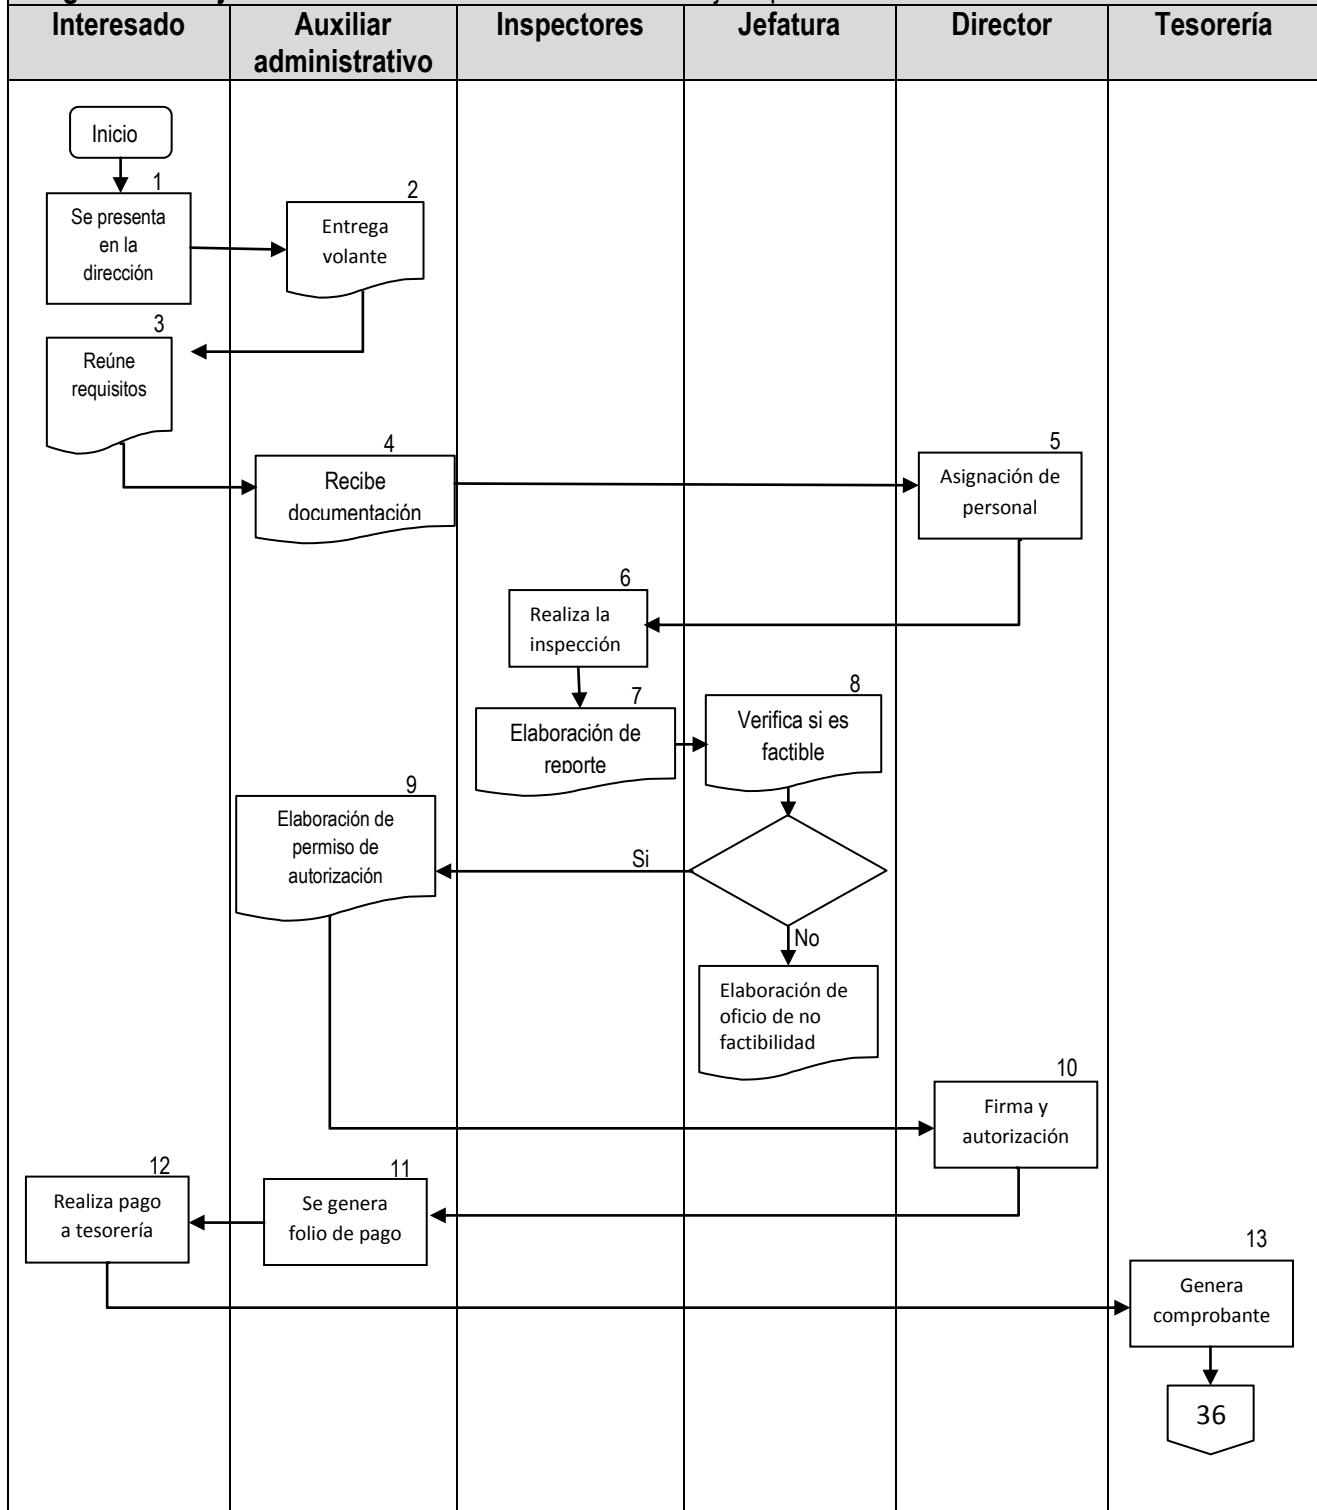 Interesado
Auxiliar
administrativo
Inspectores
Jefatura
Director
Tesorería
Inicio
1
Se presenta
en la
dirección
2
Entrega
volante
3
Reúne
requisitos
4
Recibe
documentación
5
Asignación de
personal
6
Realiza la
inspección
7
Elaboración de
reporte
8
Verifica si es
factible
9
Elaboración de
permiso de
autorización
Si
No
Elaboración de
oficio de no
factibilidad
10
Firma y
autorización
11
Se genera
folio de pago
12
Realiza pago
a tesorería
13
Genera
comprobante
36